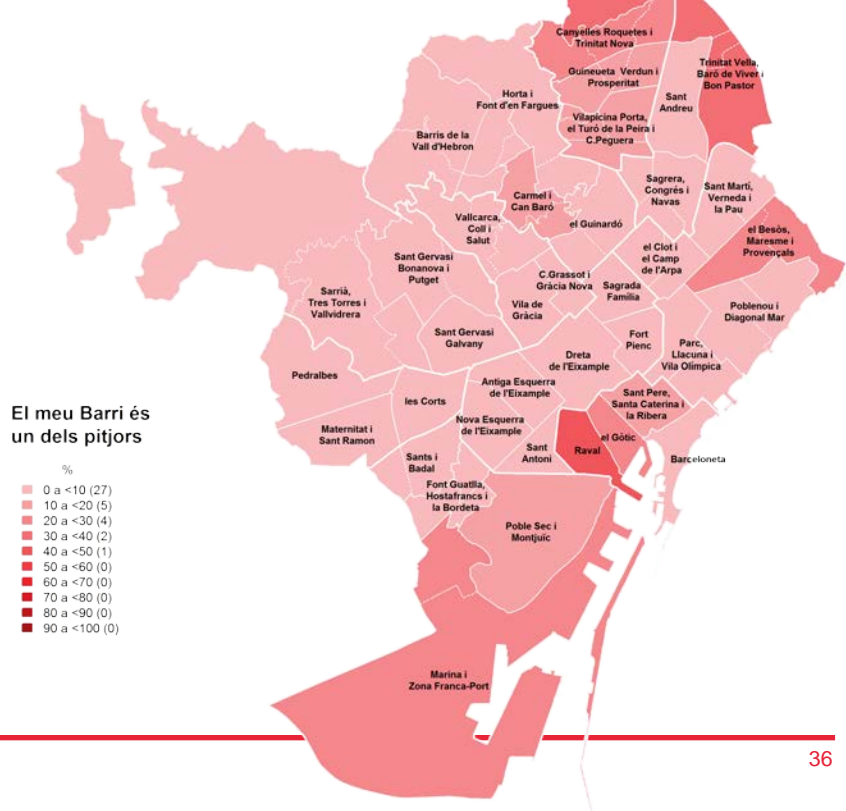 Canyelles Roquetes i
Trinitat Nova
Trinitat Vella,
Baró de Viver i
Bon Pastor
Guineueta Verdun i
Prosperitat
Horta i
Font d'en Fargues
Sant
Andreu
Vilapicina Porta,
el Turó de la Peira i
C.Peguera
Barris de la
Vall d'Hebron
Sagrera,
Congrés i
Navas
Sant Martí,
Verneda i
la Pau
Carmel i
Can Baró
Vallcarca,
Coll i
Salut
el Guinardó
el Besòs,
Maresme i
Provençals
el Clot i
el Camp
de l'Arpa
Sant Gervasi
Bonanova i
Putget
C.Grassot i
Gràcia Nova
Sagrada
Família
Sarrià,
Tres Torres i
Vallvidrera
Vila de
Gràcia
Poblenou i
Diagonal Mar
Sant Gervasi
Galvany
Fort
Pienc
Parc,
Llacuna i
Vila Olímpica
Dreta
de l'Eixample
Pedralbes
Antiga Esquerra
de l'Eixample
les Corts
Sant Pere,
Santa Caterina i
la Ribera
Nova Esquerra
de l'Eixample
Maternitat i
Sant Ramon
el Gòtic
Sant
Antoni
Raval
Barceloneta
Sants i
Badal
Font Guatlla,
Hostafrancs i
la Bordeta
Poble Sec i
Montjuïc
Marina i
Zona Franca-Port
El meu Barri és
un dels pitjors
%
0 a <10 (27)
10 a <20 (5)
20 a <30 (4)
30 a <40 (2)
40 a <50 (1)
50 a <60 (0)
60 a <70 (0)
70 a <80 (0)
80 a <90 (0)
90 a <100 (0)
36